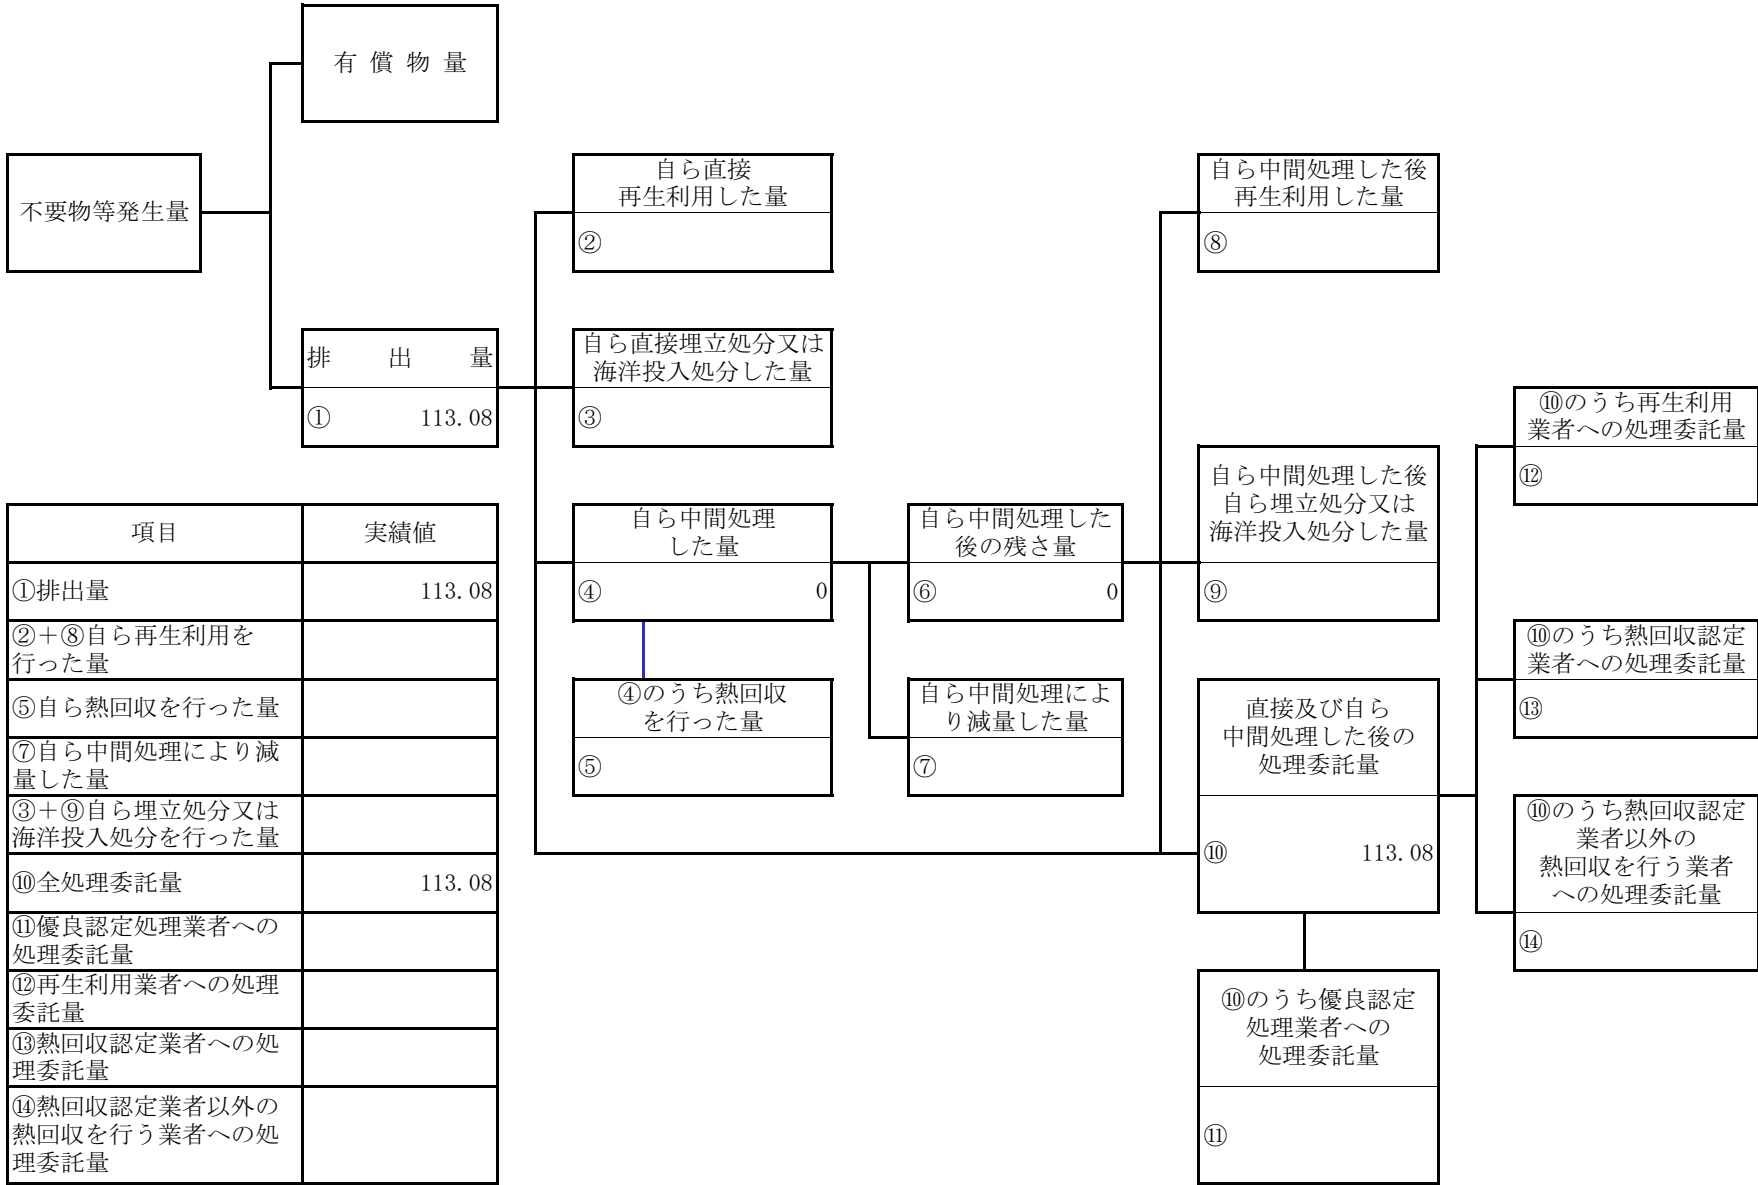 有 償 物 量
不要物等発生量
自ら直接
再生利用した量
②
自ら中間処理した後
再生利用した量
⑧
排 出 量
① 113.08
自ら直接埋立処分又は
海洋投入処分した量
③
⑩のうち再生利用
業者への処理委託量
⑫
自ら中間処理した後
自ら埋立処分又は
海洋投入処分した量
⑨
自ら中間処理
した量
④ 0
自ら中間処理した
後の残さ量
⑥ 0
④のうち熱回収
を行った量
⑤
自ら中間処理によ
り減量した量
⑦
直接及び自ら
中間処理した後の
処理委託量
⑩ 113.08
⑩のうち熱回収認定
業者への処理委託量
⑬
⑩のうち熱回収認定
業者以外の
熱回収を行う業者
への処理委託量
⑭
⑩のうち優良認定
処理業者への
処理委託量
⑪
項目 実績値
①排出量 113.08
②＋⑧自ら再生利用を
行った量
⑤自ら熱回収を行った量
⑦自ら中間処理により減
量した量
③＋⑨自ら埋立処分又は
海洋投入処分を行った量
⑩全処理委託量 113.08
⑪優良認定処理業者への
処理委託量
⑫再生利用業者への処理
委託量
⑬熱回収認定業者への処
理委託量
⑭熱回収認定業者以外の
熱回収を行う業者への処
理委託量